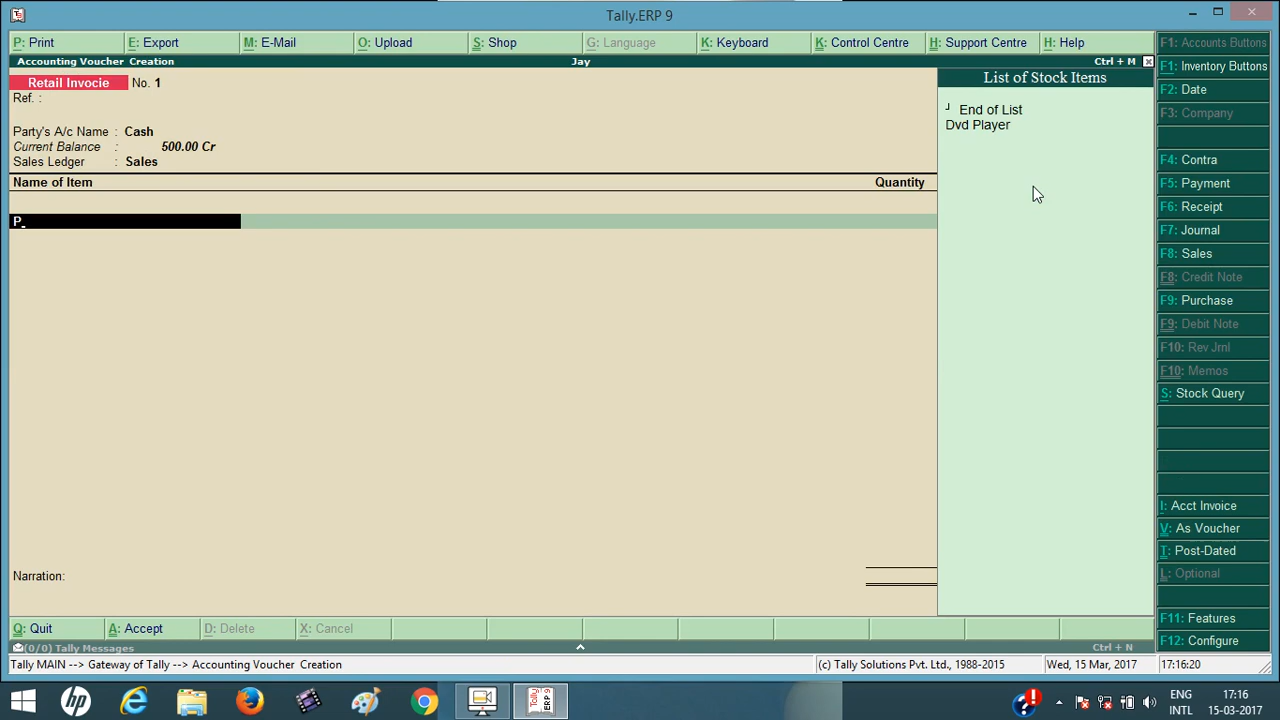 Tally.ERP 9
P: Print E: Export M: E-Mail O: Upload S: Shop G: Language K: Keyboard K: Control Centre H: Support Centre H: Help
F1: Accounts Buttons
Accounting Voucher Creation Jay Ctrl + M
F1: Inventory Buttons
Retail Invocie No. 1
List of Stock Items
F2: Date
Ref. :
End of List
F3: Company
Dvd Player
Party's A/c Name : Cash
Current Balance : 500.00 Cr
Sales Ledger : Sales
F4: Contra
Name of Item Quantity
F5: Payment
F6: Receipt
P
F7: Journal
F8: Sales
F8: Credit Note
F9: Purchase
F9: Debit Note
F10: Rev Jrnl
F10: Memos
S: Stock Query
I: Acct Invoice
V: As Voucher
T: Post-Dated
Narration:
L: Optional
F11: Features
Q: Quit A: Accept D: Delete X: Cancel
F12: Configure
(0/0) Tally Messages Ctrl + N
Tally MAIN --> Gateway of Tally --> Accounting Voucher Creation (c) Tally Solutions Pvt. Ltd., 1988-2015 Wed, 15 Mar, 2017 17:16:20
hp Tally ERP 9 ENG 17:16
INTL 15-03-2017